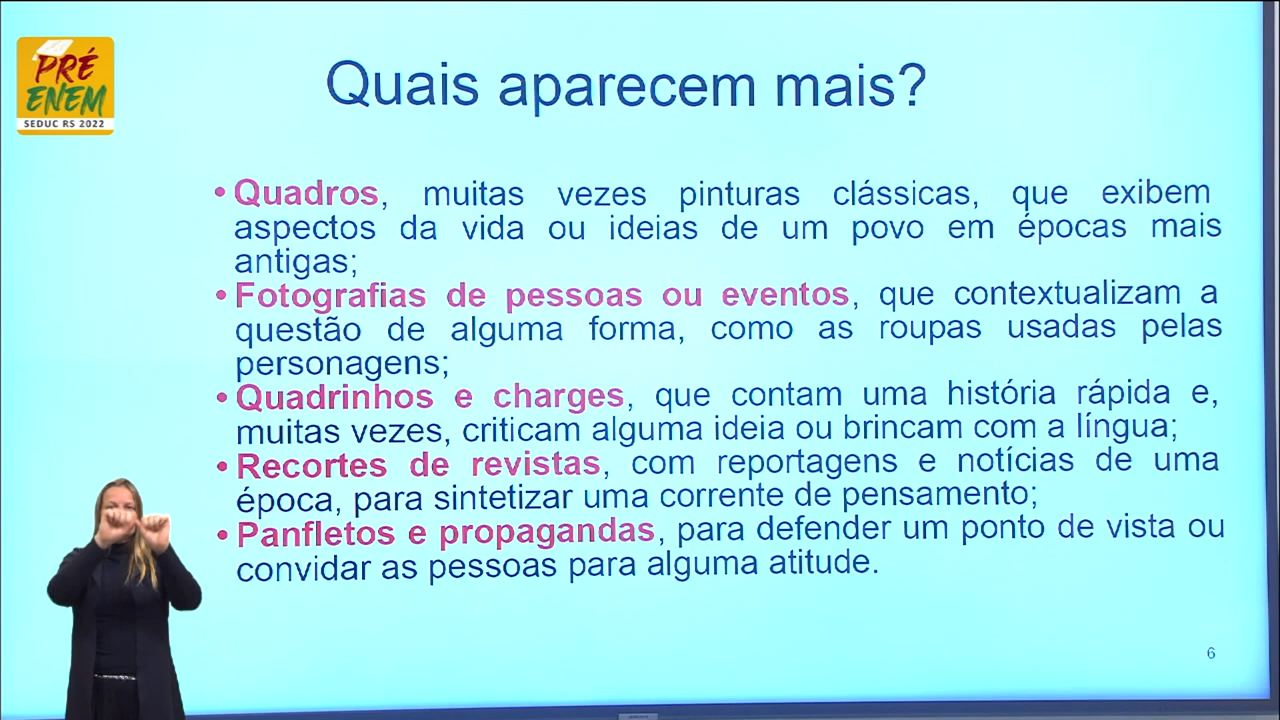 PRÉ
ENEM
SEDUC RS 2022
Quais aparecem mais?
•Quadros, muitas vezes pinturas clássicas, que exibem
aspectos da vida ou ideias de um povo em épocas mais
antigas;
•Fotografias de pessoas ou eventos, que contextualizam a
questão de alguma forma, como as roupas usadas pelas
personagens;
•Quadrinhos e charges, que contam uma história rápida e,
muitas vezes, criticam alguma ideia ou brincam com a língua;
•Recortes de revistas, com reportagens e notícias de uma
época, para sintetizar uma corrente de pensamento;
•Panfletos e propagandas, para defender um ponto de vista ou
convidar as pessoas para alguma atitude.
6